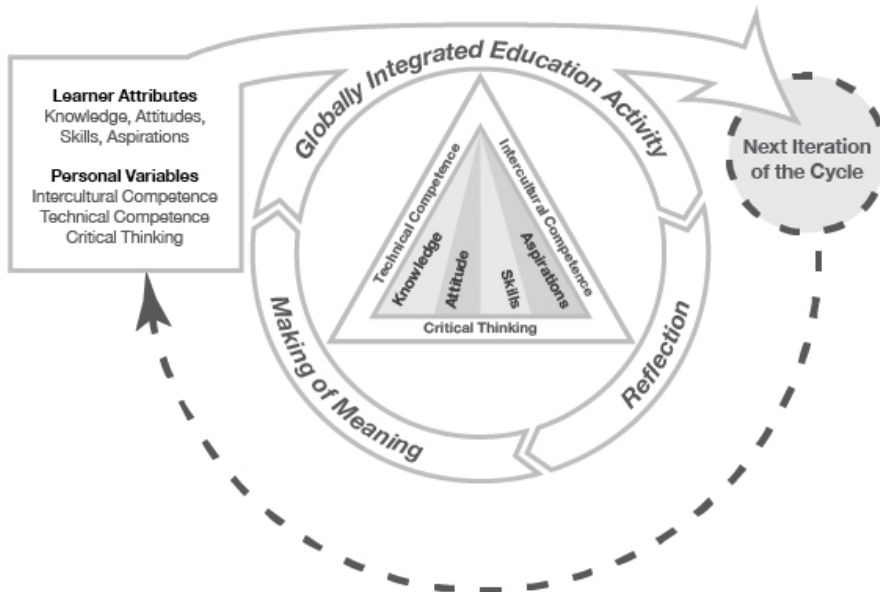 Learner Attributes
Knowledge, Attitudes,
Skills, Aspirations
Personal Variables
Intercultural Competence
Technical Competence
Critical Thinking
Globally Integrated Education Activity
Next Iteration
of the Cycle
Technical Competence
Intercultural Competence
Knowledge
Attitude
Skills
Aspirations
Critical Thinking
Reflection
Making of Meaning